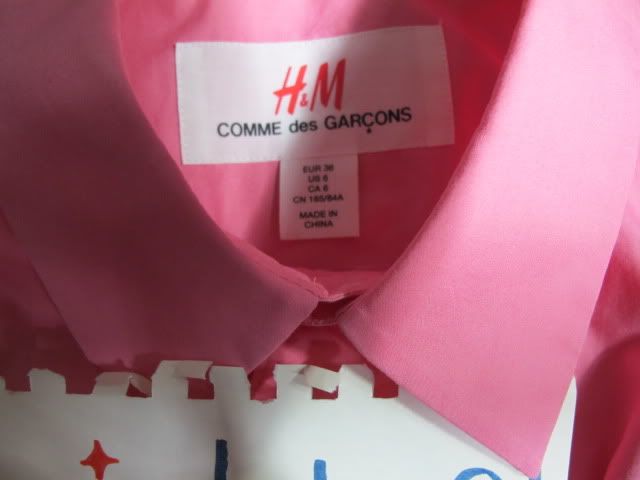 H&M
COMME des GARÇONS
EUR 36
US 6
CA 6
CN 165/84A
MADE IN
CHINA